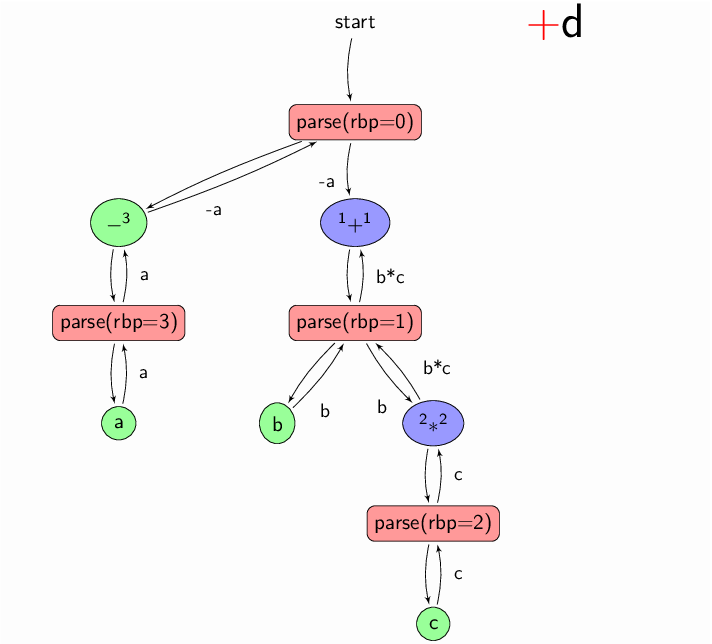 start
+d
parse(rbp=0)
-a
-a
−³
¹+¹
a
b*c
parse(rbp=3)
parse(rbp=1)
a
b
b
b*c
a
b
²*²
c
parse(rbp=2)
c
c